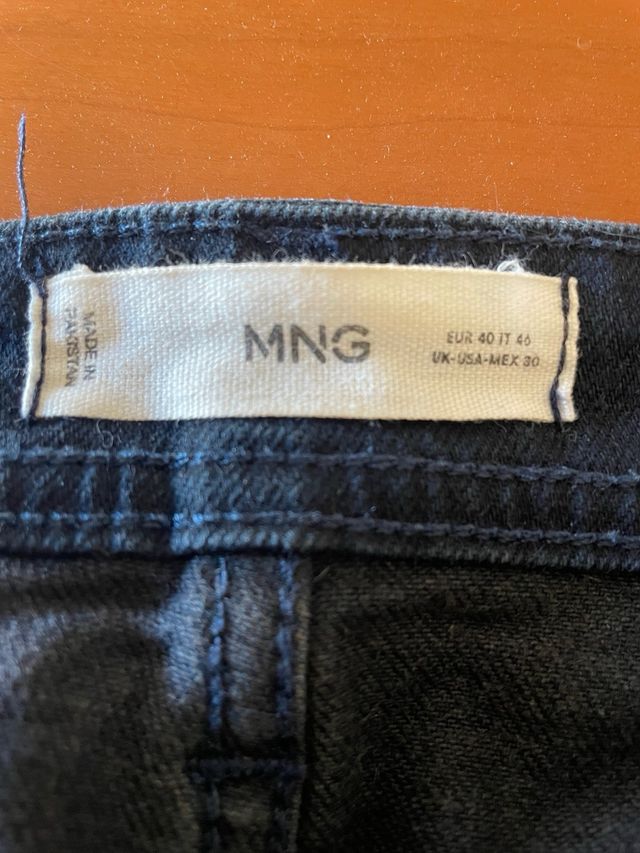 MADE IN
PAKISTAN
MNG
EUR 40 IT 46
UK-USA-MEX 30